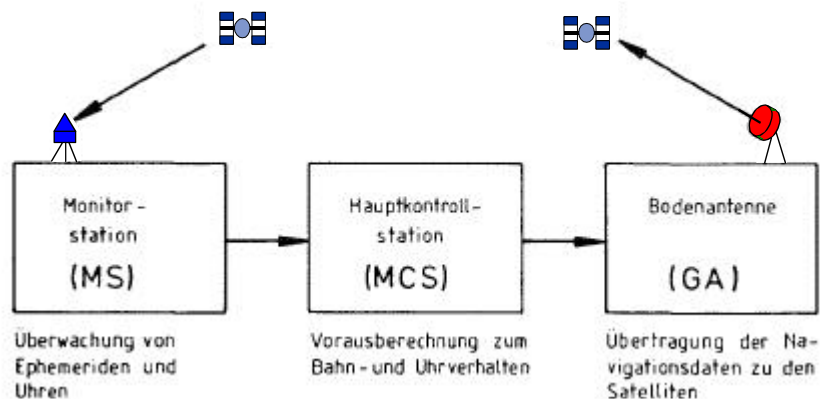 Monitor-
station
(MS)
Überwachung von
Ephemeriden und
Uhren
Hauptkontroll-
station
(MCS)
Vorausberechnung zum
Bahn- und Uhrverhalten
Bodenantenne
(GA)
Übertragung der Na-
vigationsdaten zu den
Satelliten